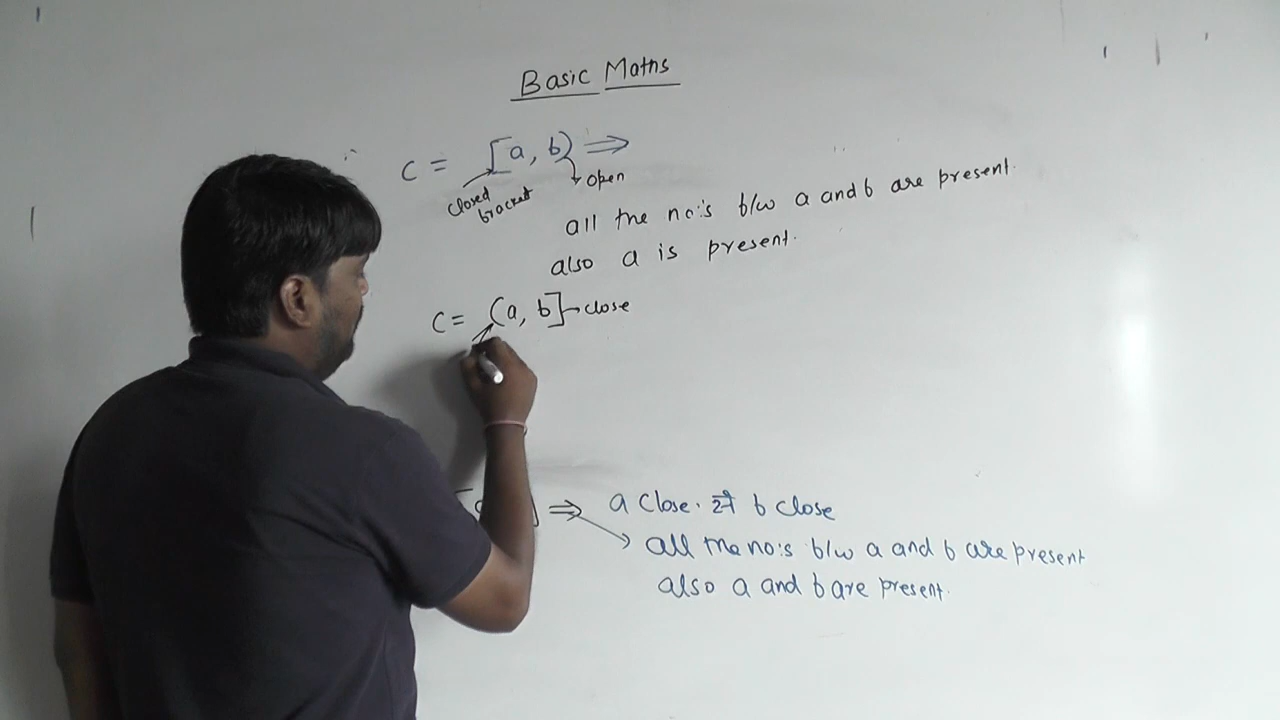 Basic Maths
C = [a, b) ⇒
closed bracket
open
all the no:s b/w a and b are present.
also a is present.
C = (a, b] close
⇒ a close. से b close
all the no:s b/w a and b are present
also a and b are present.